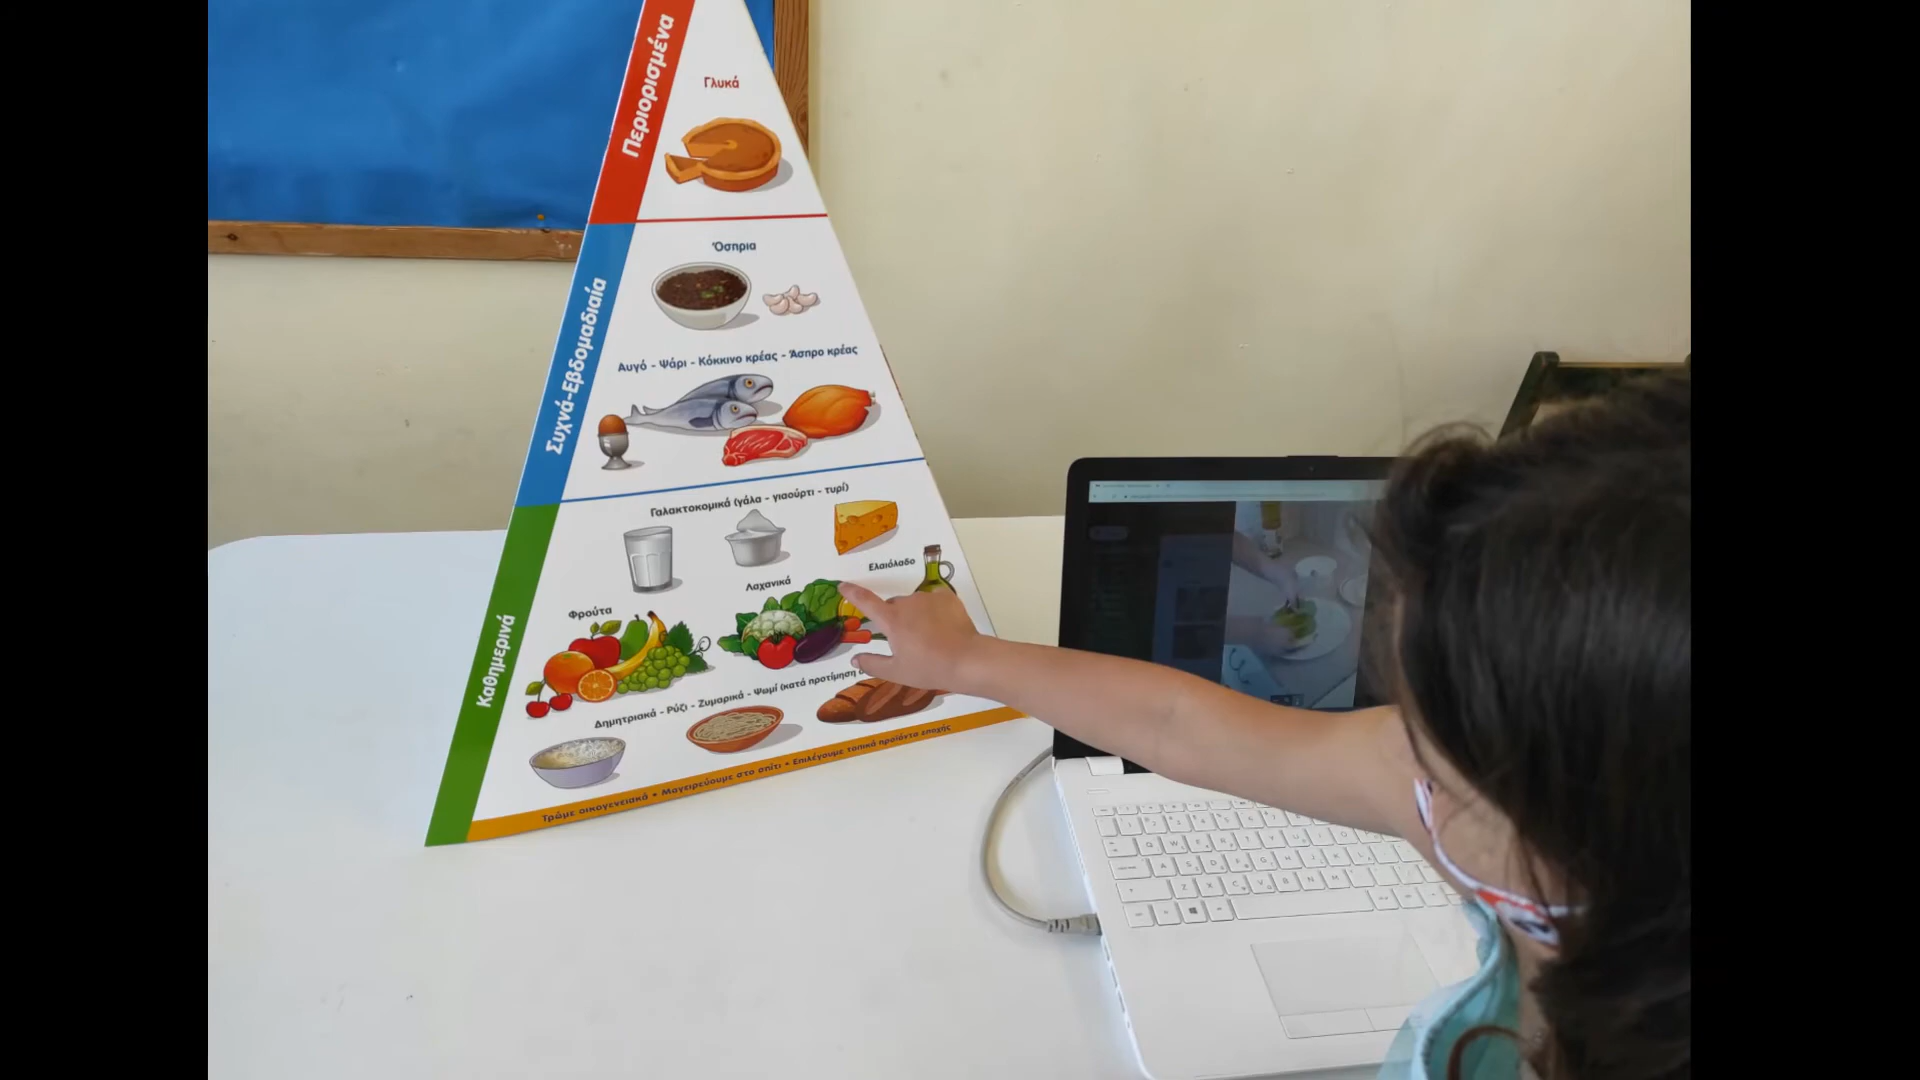 Περιορισμένα
Γλυκά
Συχνά-Εβδομαδιαία
Όσπρια
Αυγό - Ψάρι - Κόκκινο κρέας - Άσπρο κρέας
Καθημερινά
Γαλακτοκομικά (γάλα - γιαούρτι - τυρί)
Ελαιόλαδο
Λαχανικά
Φρούτα
Δημητριακά - Ρύζι - Ζυμαρικά - Ψωμί (κατά προτίμηση
Τρώμε οικογενειακά • Μαγειρεύουμε στο σπίτι • Επιλέγουμε τοπικά προϊόντα εποχής